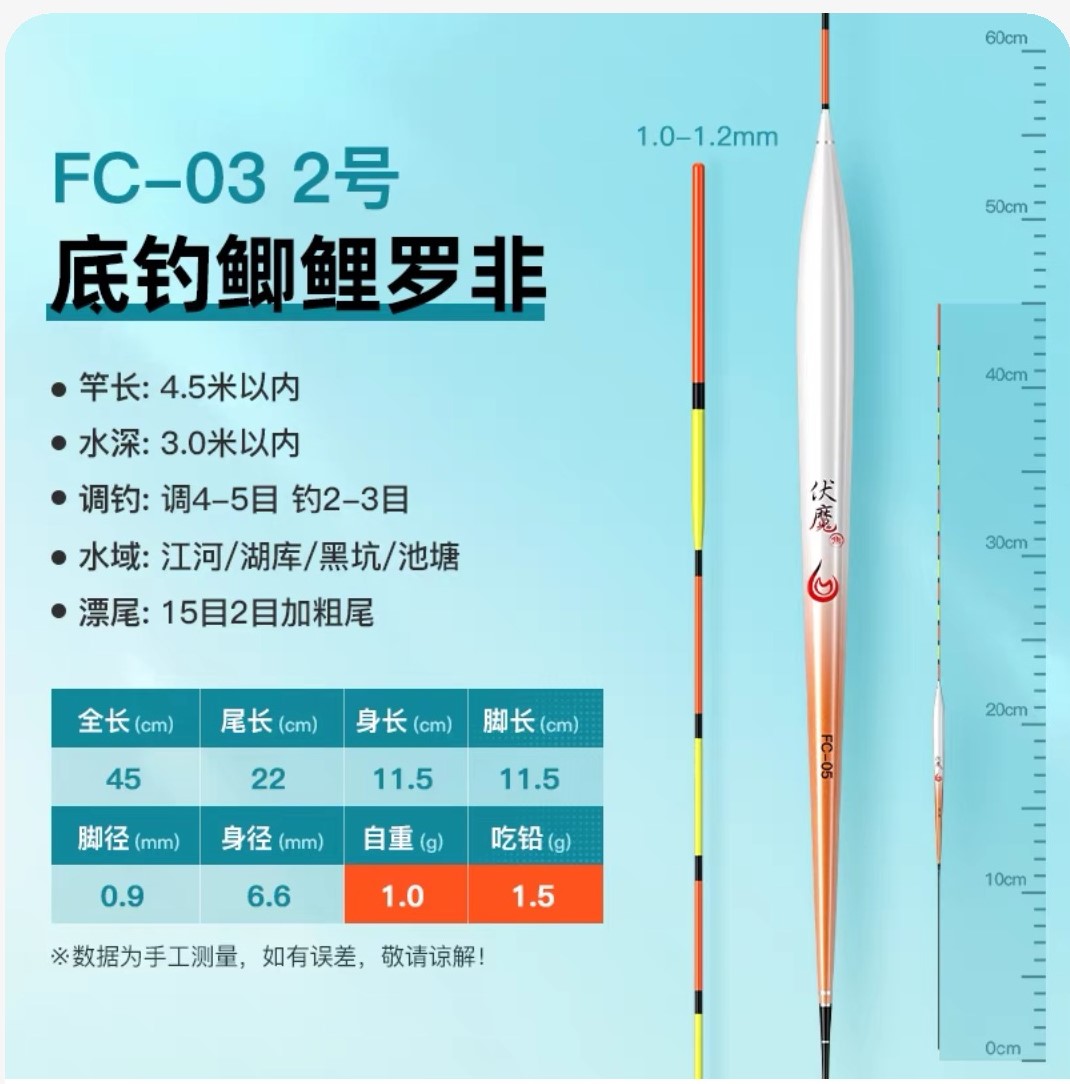 FC-03 2号
底钓鲫鲤罗非
● 竿长: 4.5米以内
● 水深: 3.0米以内
● 调钓: 调4-5目 钓2-3目
● 水域: 江河/湖库/黑坑/池塘
● 漂尾: 15目2目加粗尾
全长(cm) 尾长(cm) 身长(cm) 脚长(cm)
45 22 11.5 11.5
脚径(mm) 身径(mm) 自重(g) 吃铅(g)
0.9 6.6 1.0 1.5
※数据为手工测量，如有误差，敬请谅解！
1.0-1.2mm
伏魔
FC-05
60cm
50cm
40cm
30cm
20cm
10cm
0cm